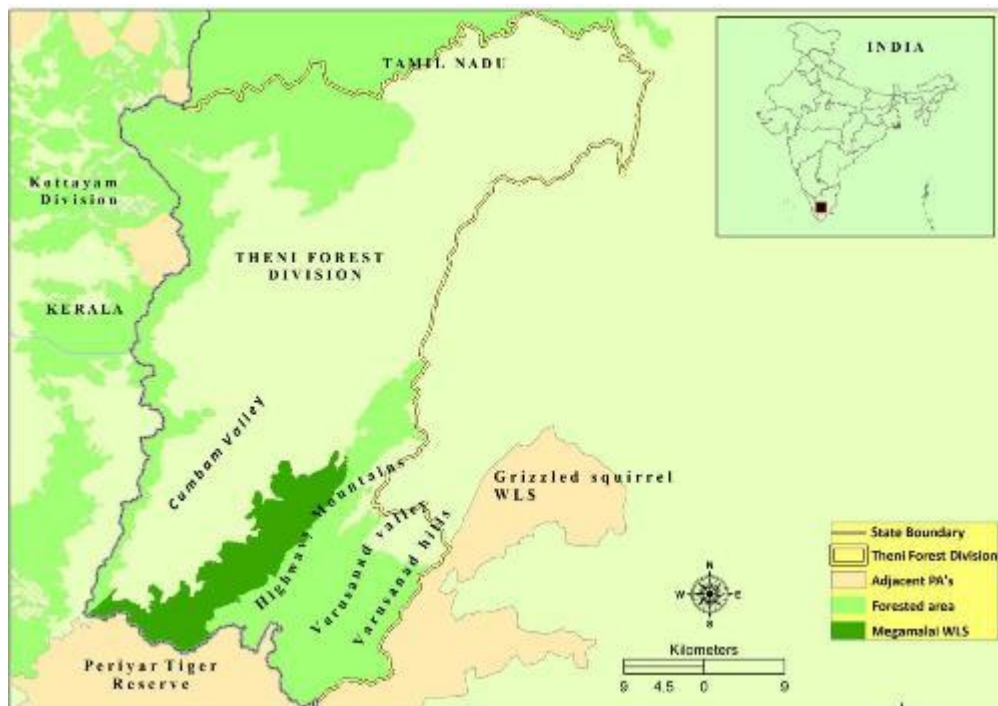 TAMIL NADU
INDIA
Kottayam
Division
THENI FOREST
DIVISION
KERALA
Cumbam Valley
Highwavy Mountains
Varusanad valley
Varusanad hills
Grizzled squirrel
WLS
Periyar Tiger
Reserve
State Boundary
Theni Forest Division
Adjacent PA's
Forested area
Megamalai WLS
N
W
E
S
Kilometers
9 4.5 0 9